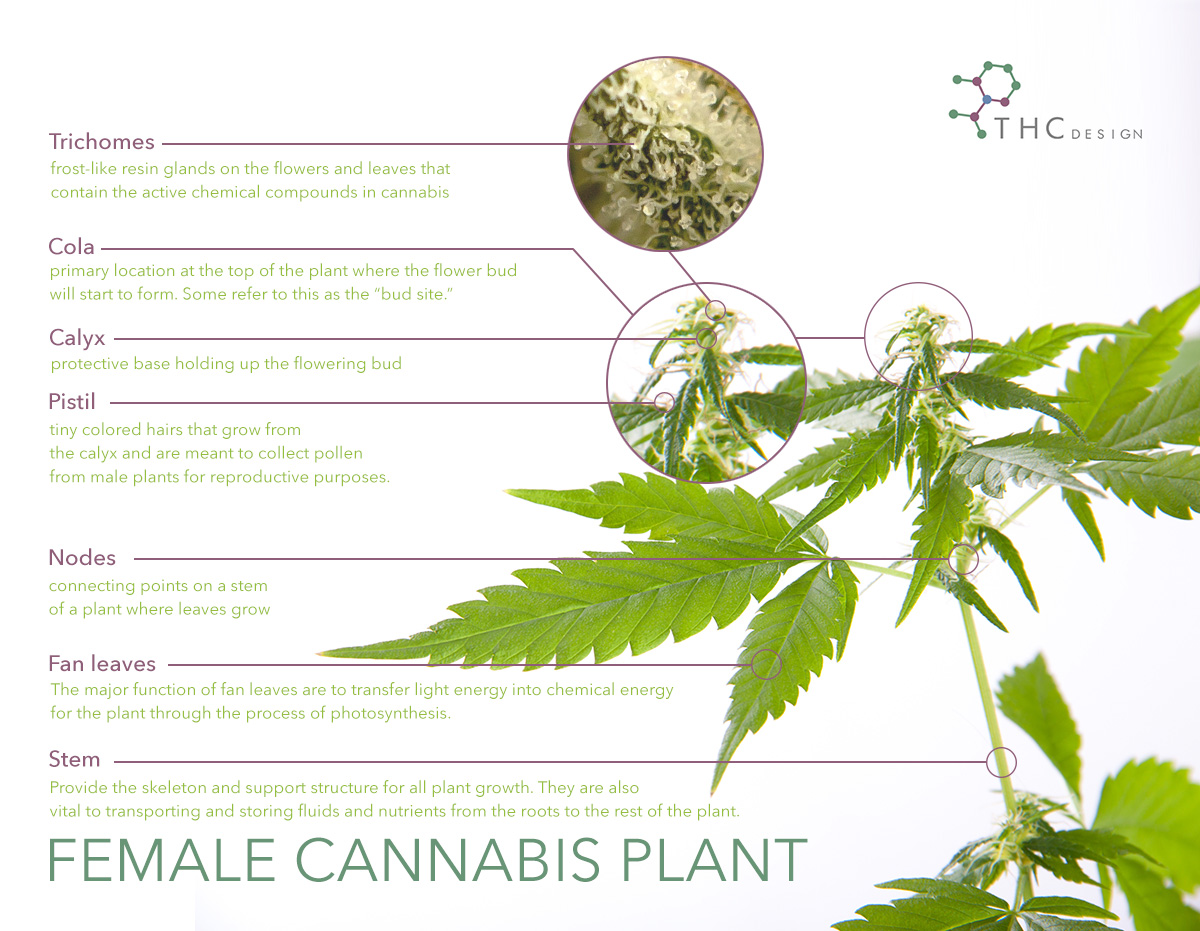 THC DESIGN
Trichomes
frost-like resin glands on the flowers and leaves that
contain the active chemical compounds in cannabis
Cola
primary location at the top of the plant where the flower bud
will start to form. Some refer to this as the “bud site.”
Calyx
protective base holding up the flowering bud
Pistil
tiny colored hairs that grow from
the calyx and are meant to collect pollen
from male plants for reproductive purposes.
Nodes
connecting points on a stem
of a plant where leaves grow
Fan leaves
The major function of fan leaves are to transfer light energy into chemical energy
for the plant through the process of photosynthesis.
Stem
Provide the skeleton and support structure for all plant growth. They are also
vital to transporting and storing fluids and nutrients from the roots to the rest of the plant.
FEMALE CANNABIS PLANT